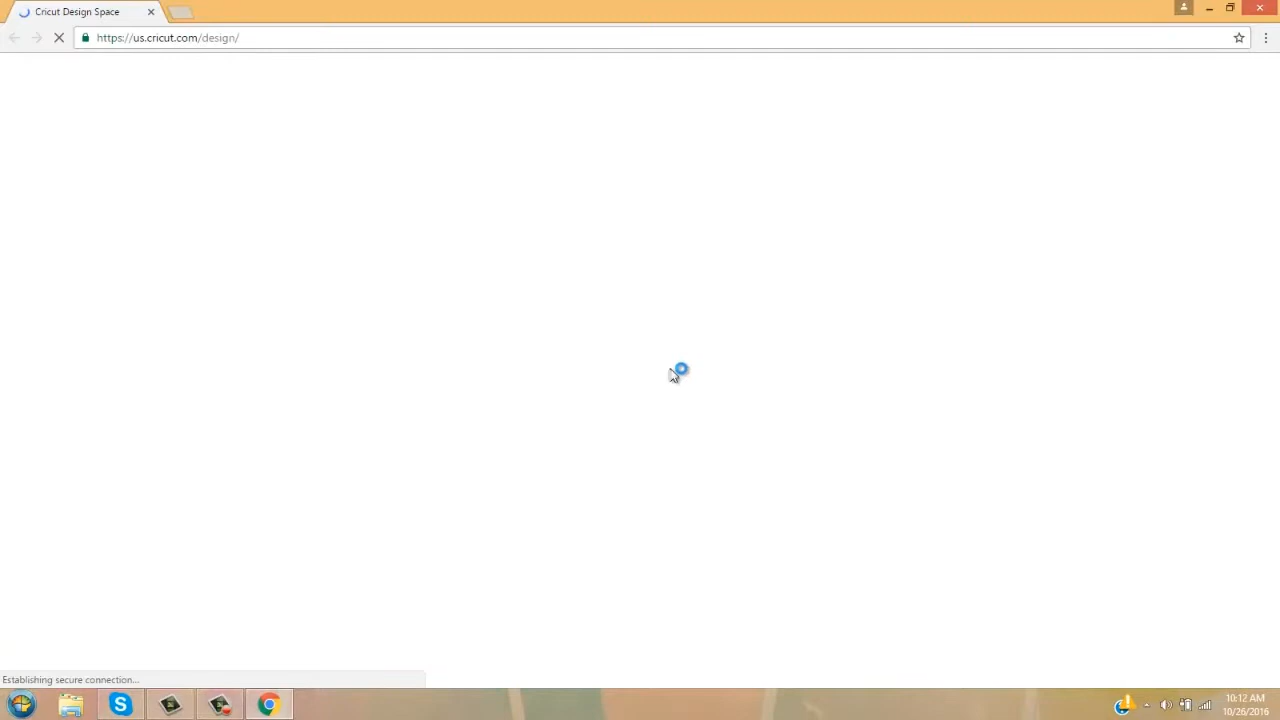 Cricut Design Space
https://us.cricut.com/design/
Establishing secure connection...
10:12 AM
10/26/2016